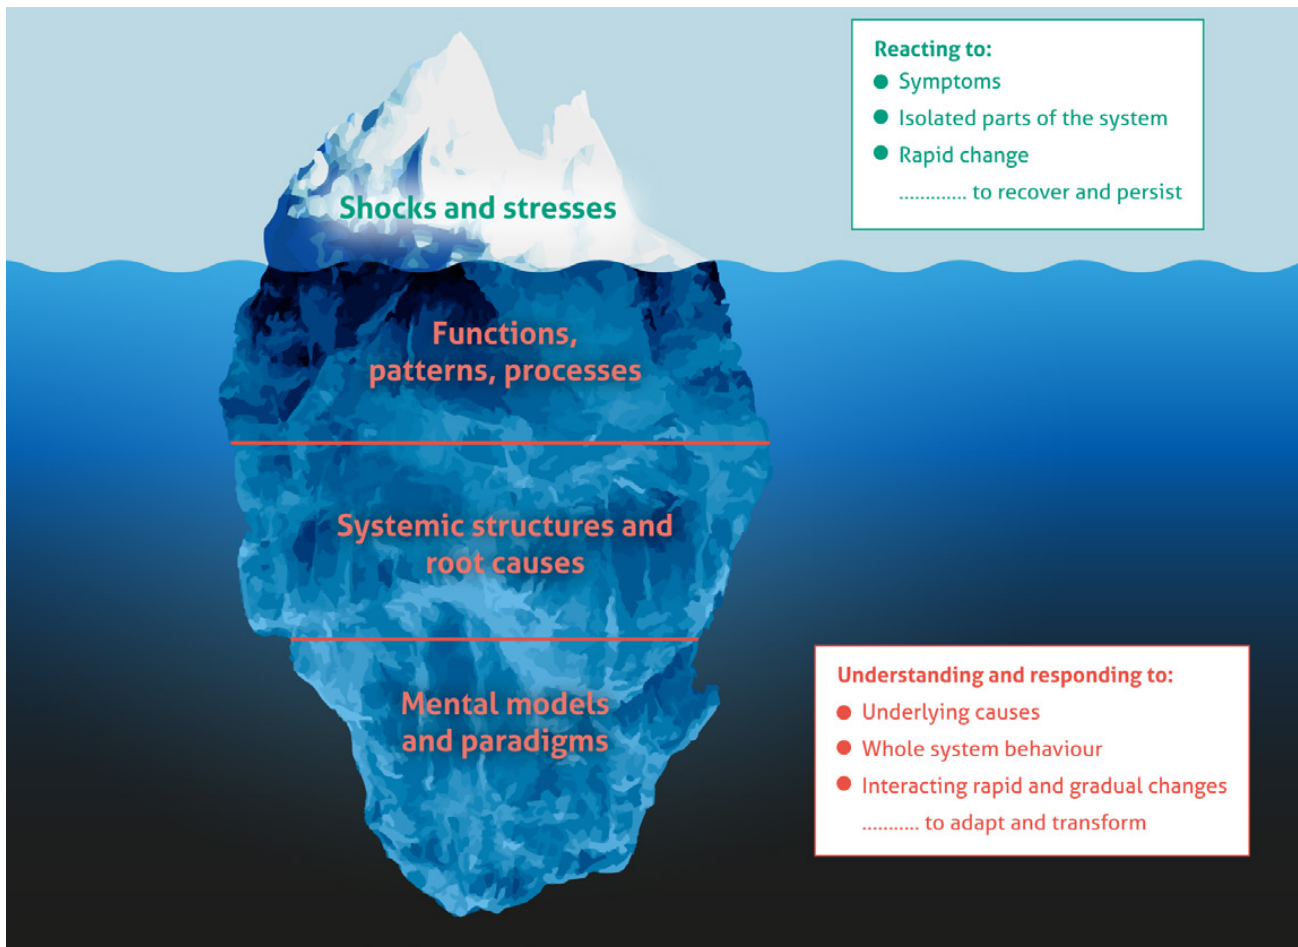 Reacting to:
● Symptoms
● Isolated parts of the system
● Rapid change
............. to recover and persist
Shocks and stresses
Functions,
patterns, processes
Systemic structures and
root causes
Mental models
and paradigms
Understanding and responding to:
● Underlying causes
● Whole system behaviour
● Interacting rapid and gradual changes
........... to adapt and transform